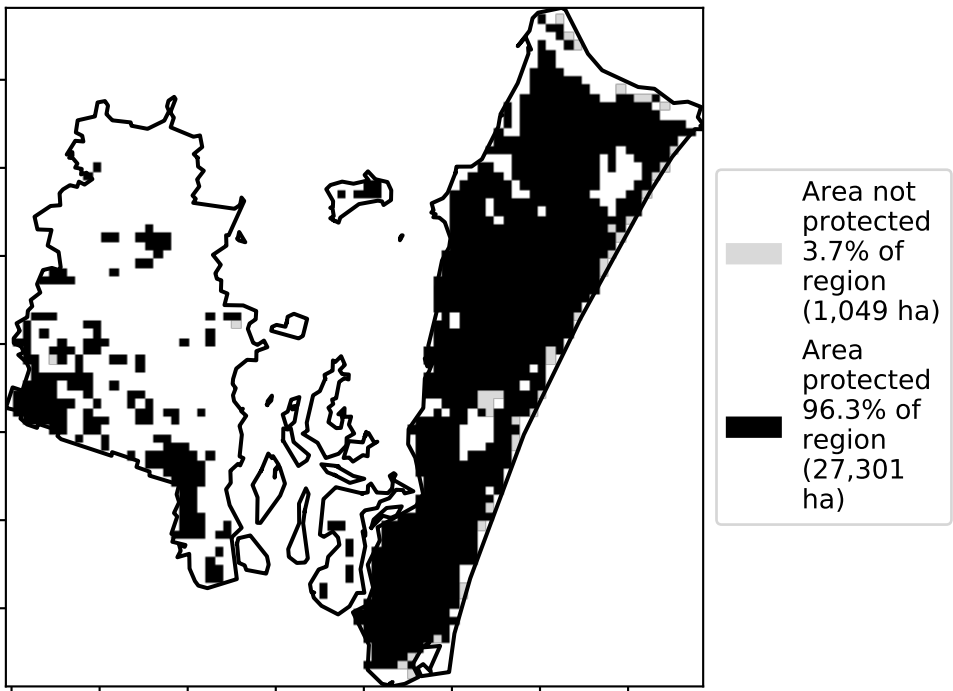 Area not
protected
3.7% of
region
(1,049 ha)
Area
protected
96.3% of
region
(27,301
ha)